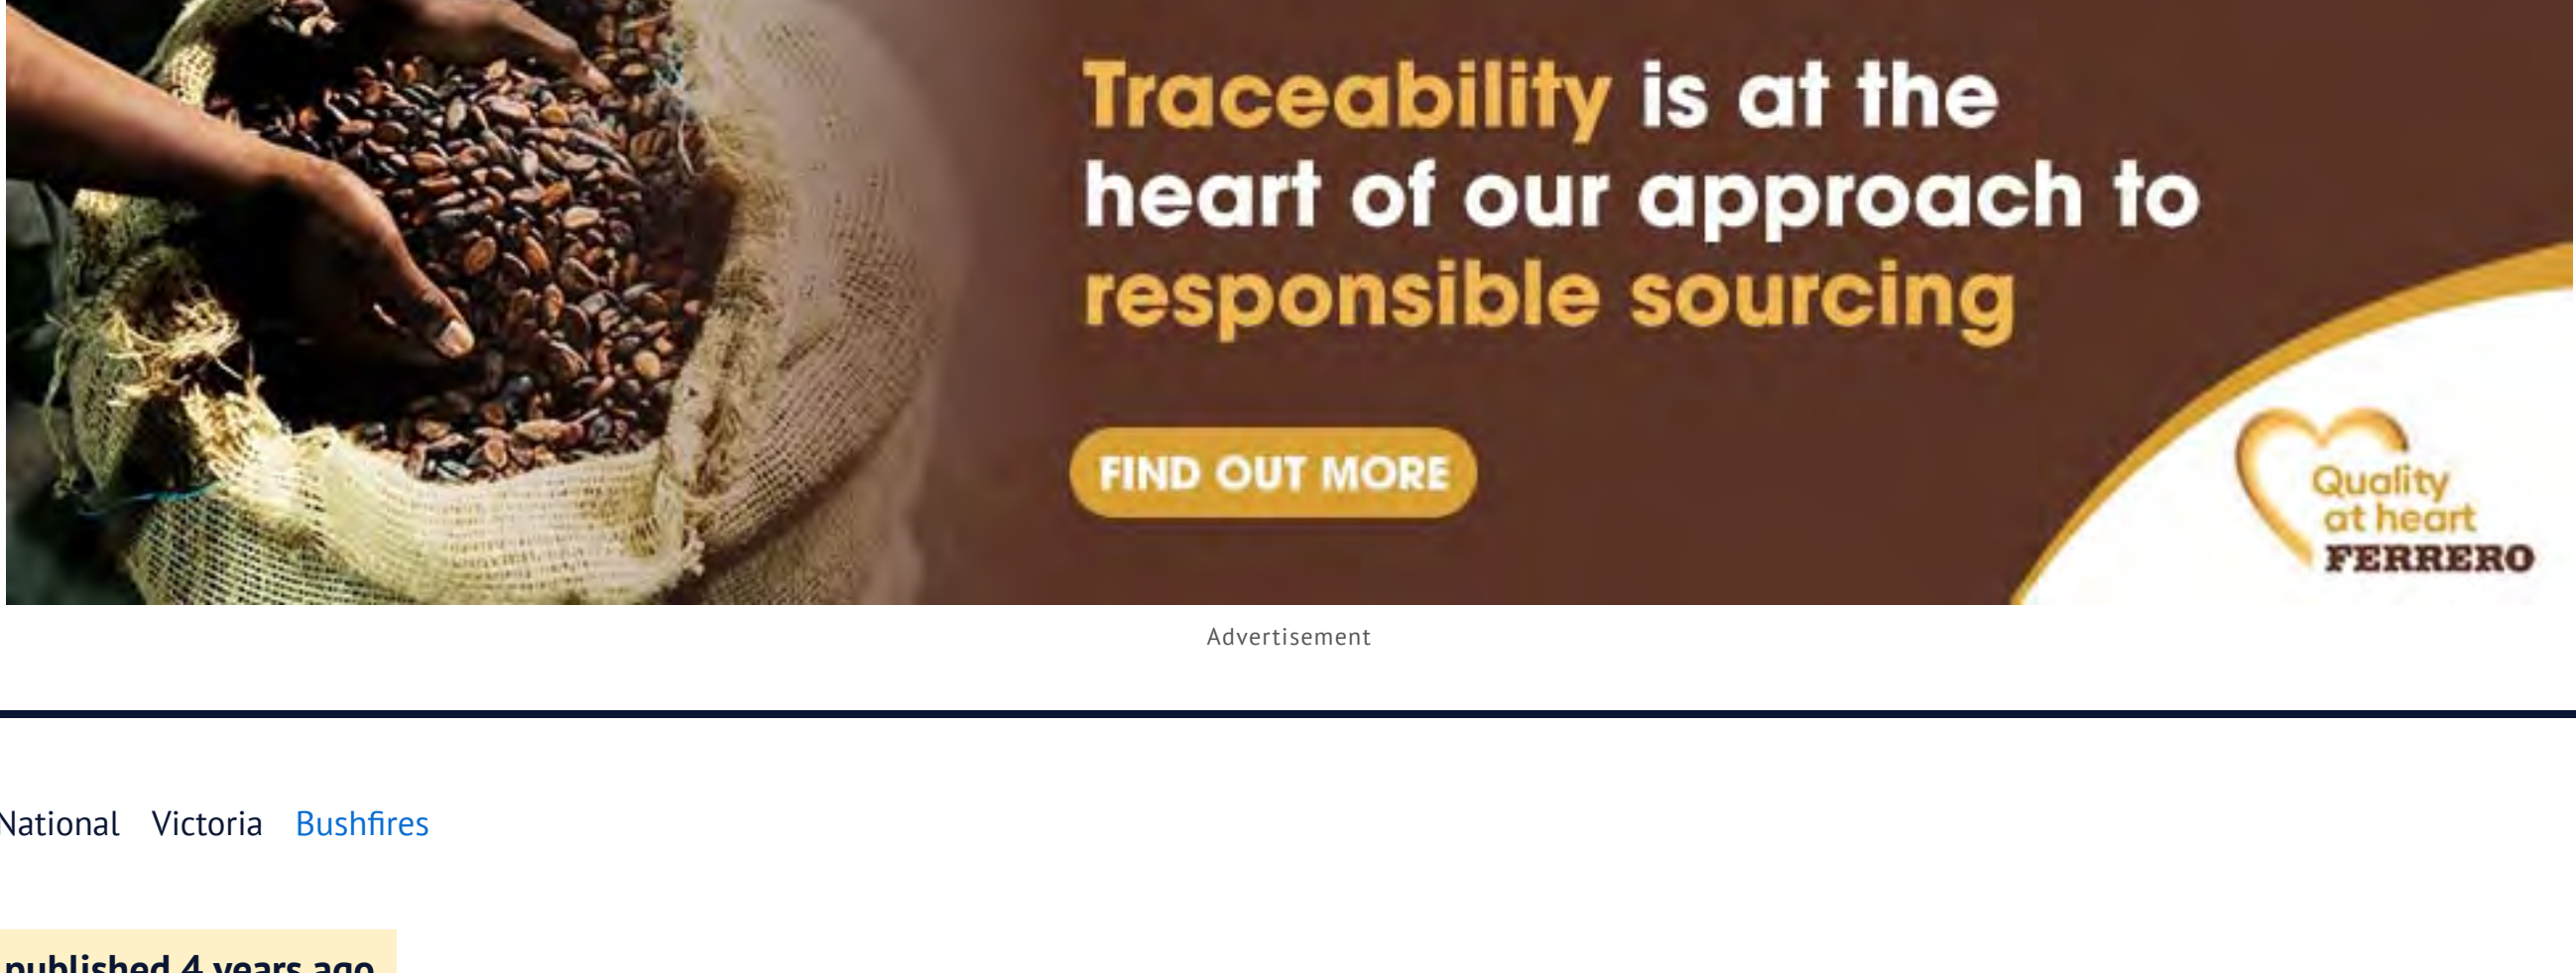 Traceability is at the
heart of our approach to
responsible sourcing
FIND OUT MORE
Quality
at heart
FERRERO
Advertisement
National Victoria Bushfires
published 4 years ago